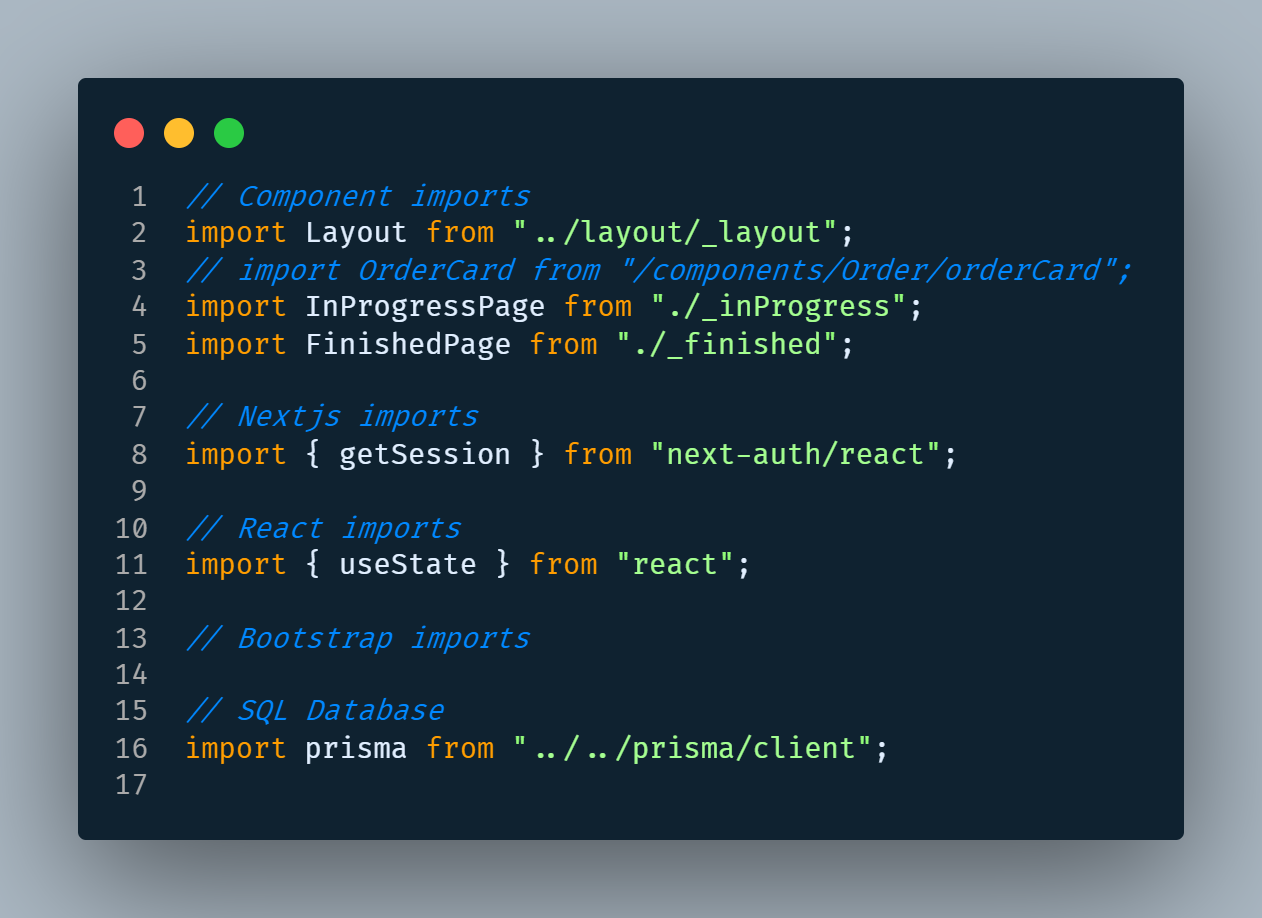 1 // Component imports
2 import Layout from "../layout/_layout";
3 // import OrderCard from "/components/Order/orderCard";
4 import InProgressPage from "./_inProgress";
5 import FinishedPage from "./_finished";
6
7 // Nextjs imports
8 import { getSession } from "next-auth/react";
9
10 // React imports
11 import { useState } from "react";
12
13 // Bootstrap imports
14
15 // SQL Database
16 import prisma from "../../prisma/client";
17